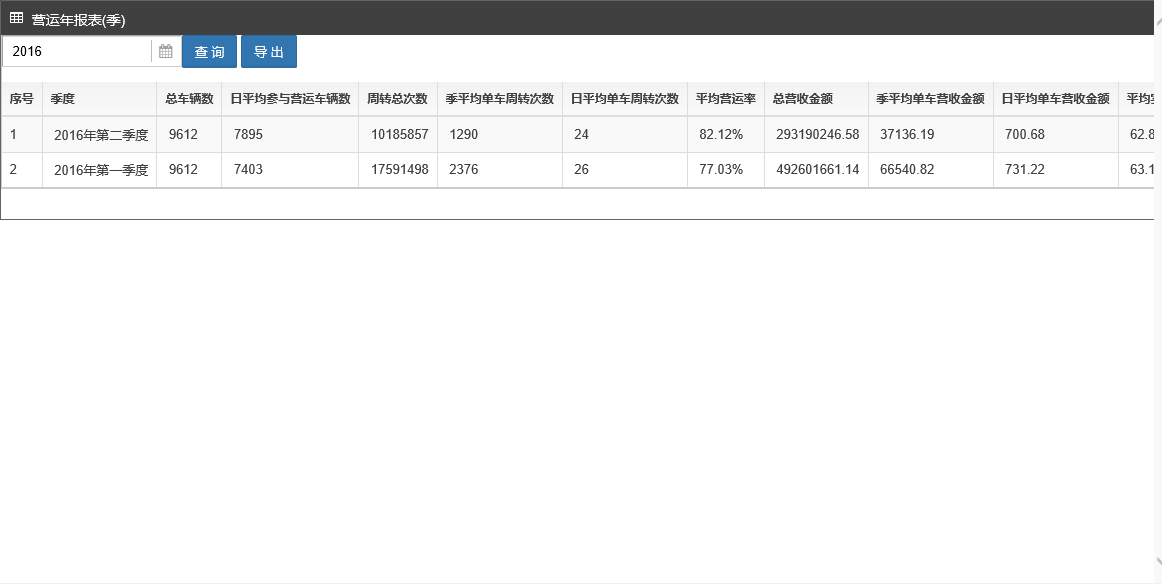 营运年报表(季)
2016 查询 导出
序号 季度 总车辆数 日平均参与营运车辆数 周转总次数 季平均单车周转次数 日平均单车周转次数 平均营运率 总营收金额 季平均单车营收金额 日平均单车营收金额 平均
1 2016年第二季度 9612 7895 10185857 1290 24 82.12% 293190246.58 37136.19 700.68 62.8
2 2016年第一季度 9612 7403 17591498 2376 26 77.03% 492601661.14 66540.82 731.22 63.1